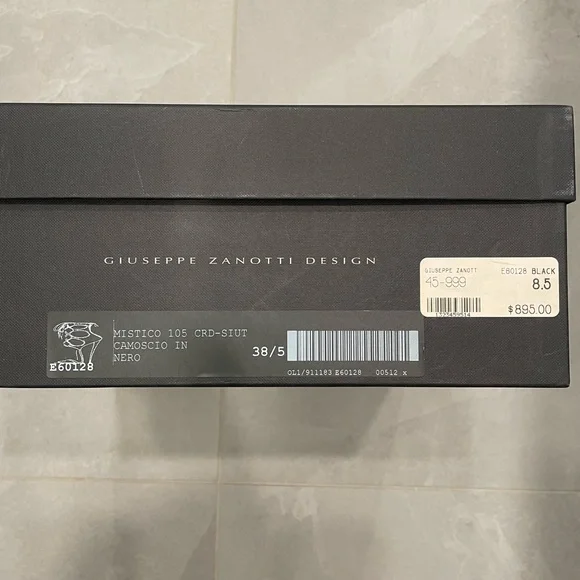 GIUSEPPE ZANOTTI DESIGN
GIUSEPPE ZANOTT E60128 BLACK
45-999 8.5
$895.00
1323459514
MISTICO 105 CRD-SIUT
CAMOSCIO IN
NERO
38/5
E60128
OL1/911183 E60128 00512 X